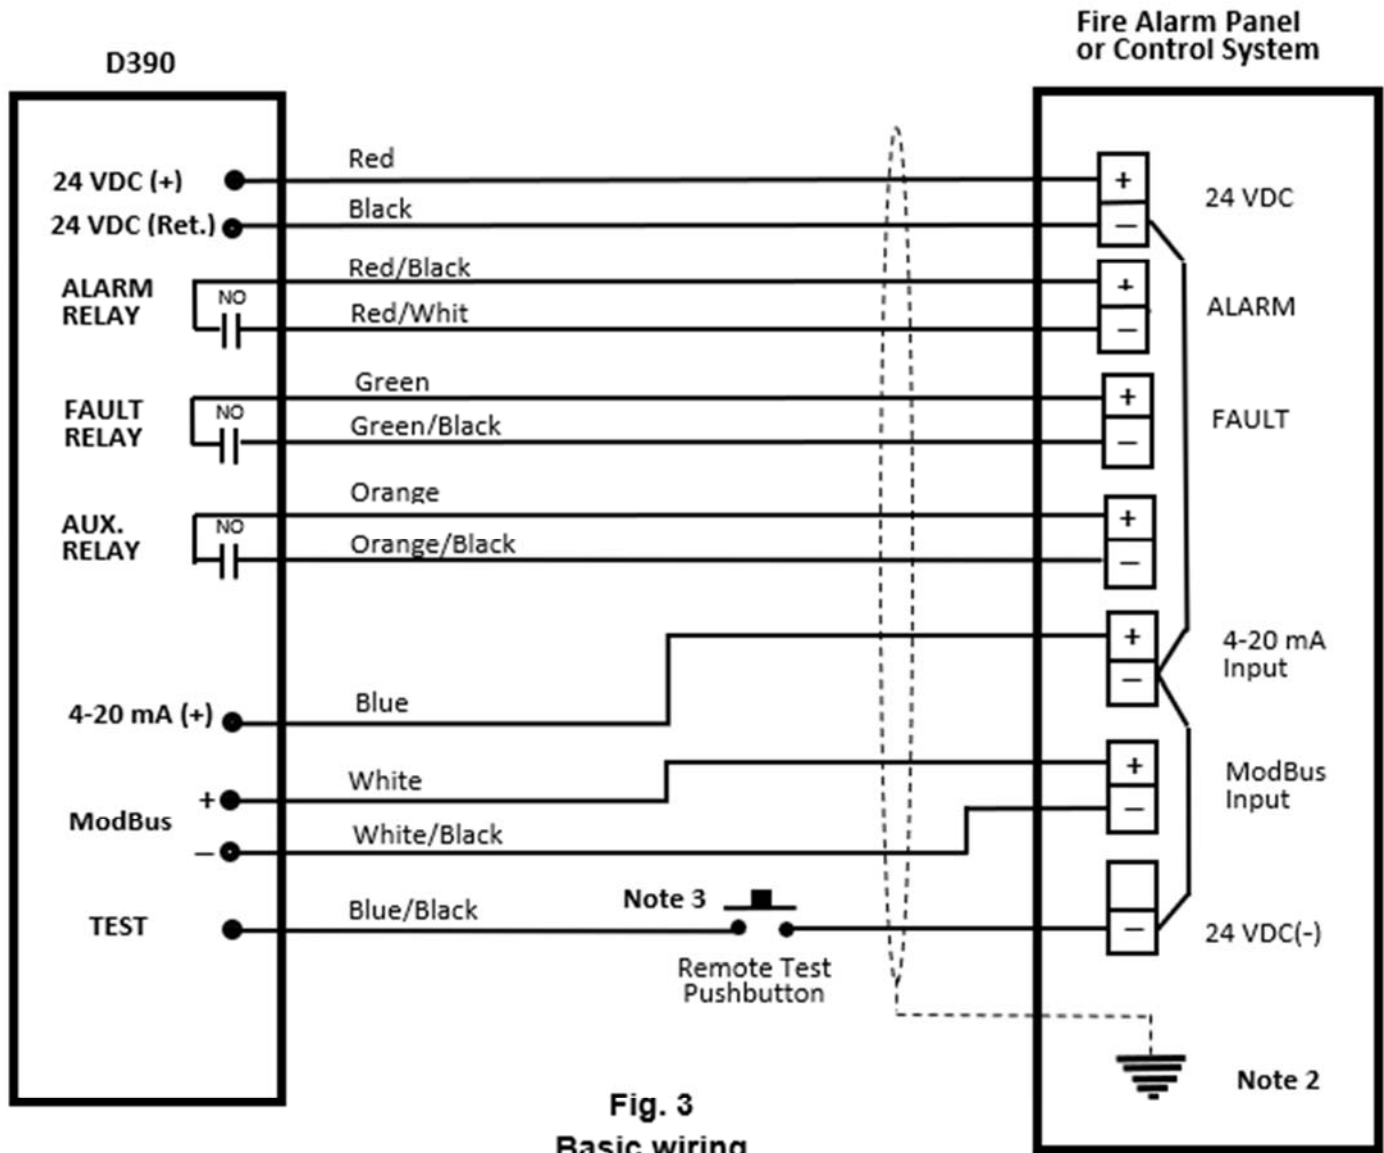 Fire Alarm Panel
or Control System
D390
24 VDC (+)
Red
+
24 VDC
24 VDC (Ret.)
Black
−
ALARM
RELAY
NO
Red/Black
+
ALARM
Red/Whit
−
FAULT
RELAY
NO
Green
+
FAULT
Green/Black
−
AUX.
RELAY
NO
Orange
+
Orange/Black
−
4-20 mA (+)
Blue
+
−
4-20 mA
Input
ModBus
+
White
+
−
White/Black
−
ModBus
Input
TEST
Blue/Black
Note 3
Remote Test
Pushbutton
−
24 VDC(-)
Note 2
Fig. 3
Basic wiring